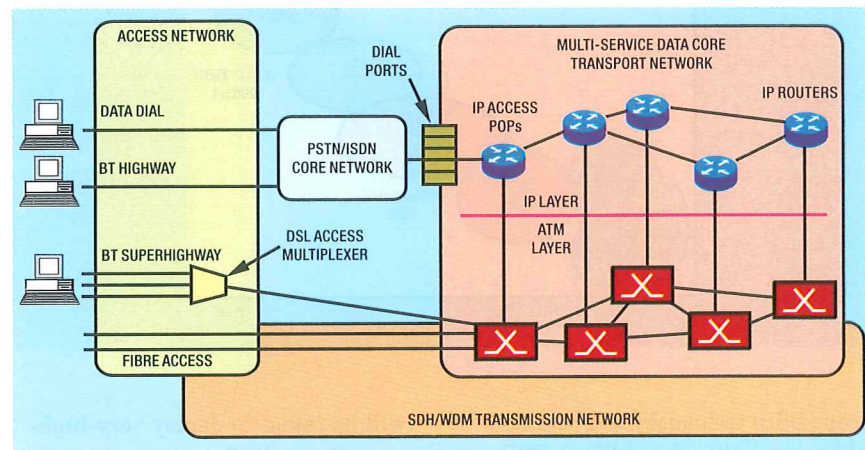 ACCESS NETWORK
DATA DIAL
BT HIGHWAY
BT SUPERHIGHWAY
FIBRE ACCESS
DSL ACCESS
MULTIPLEXER
PSTN/ISDN
CORE NETWORK
DIAL
PORTS
MULTI-SERVICE DATA CORE
TRANSPORT NETWORK
IP ACCESS
POPs
IP ROUTERS
IP LAYER
ATM
LAYER
SDH/WDM TRANSMISSION NETWORK